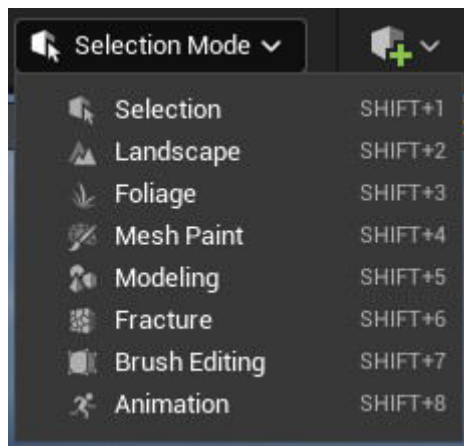 Selection Mode
Selection SHIFT+1
Landscape SHIFT+2
Foliage SHIFT+3
Mesh Paint SHIFT+4
Modeling SHIFT+5
Fracture SHIFT+6
Brush Editing SHIFT+7
Animation SHIFT+8